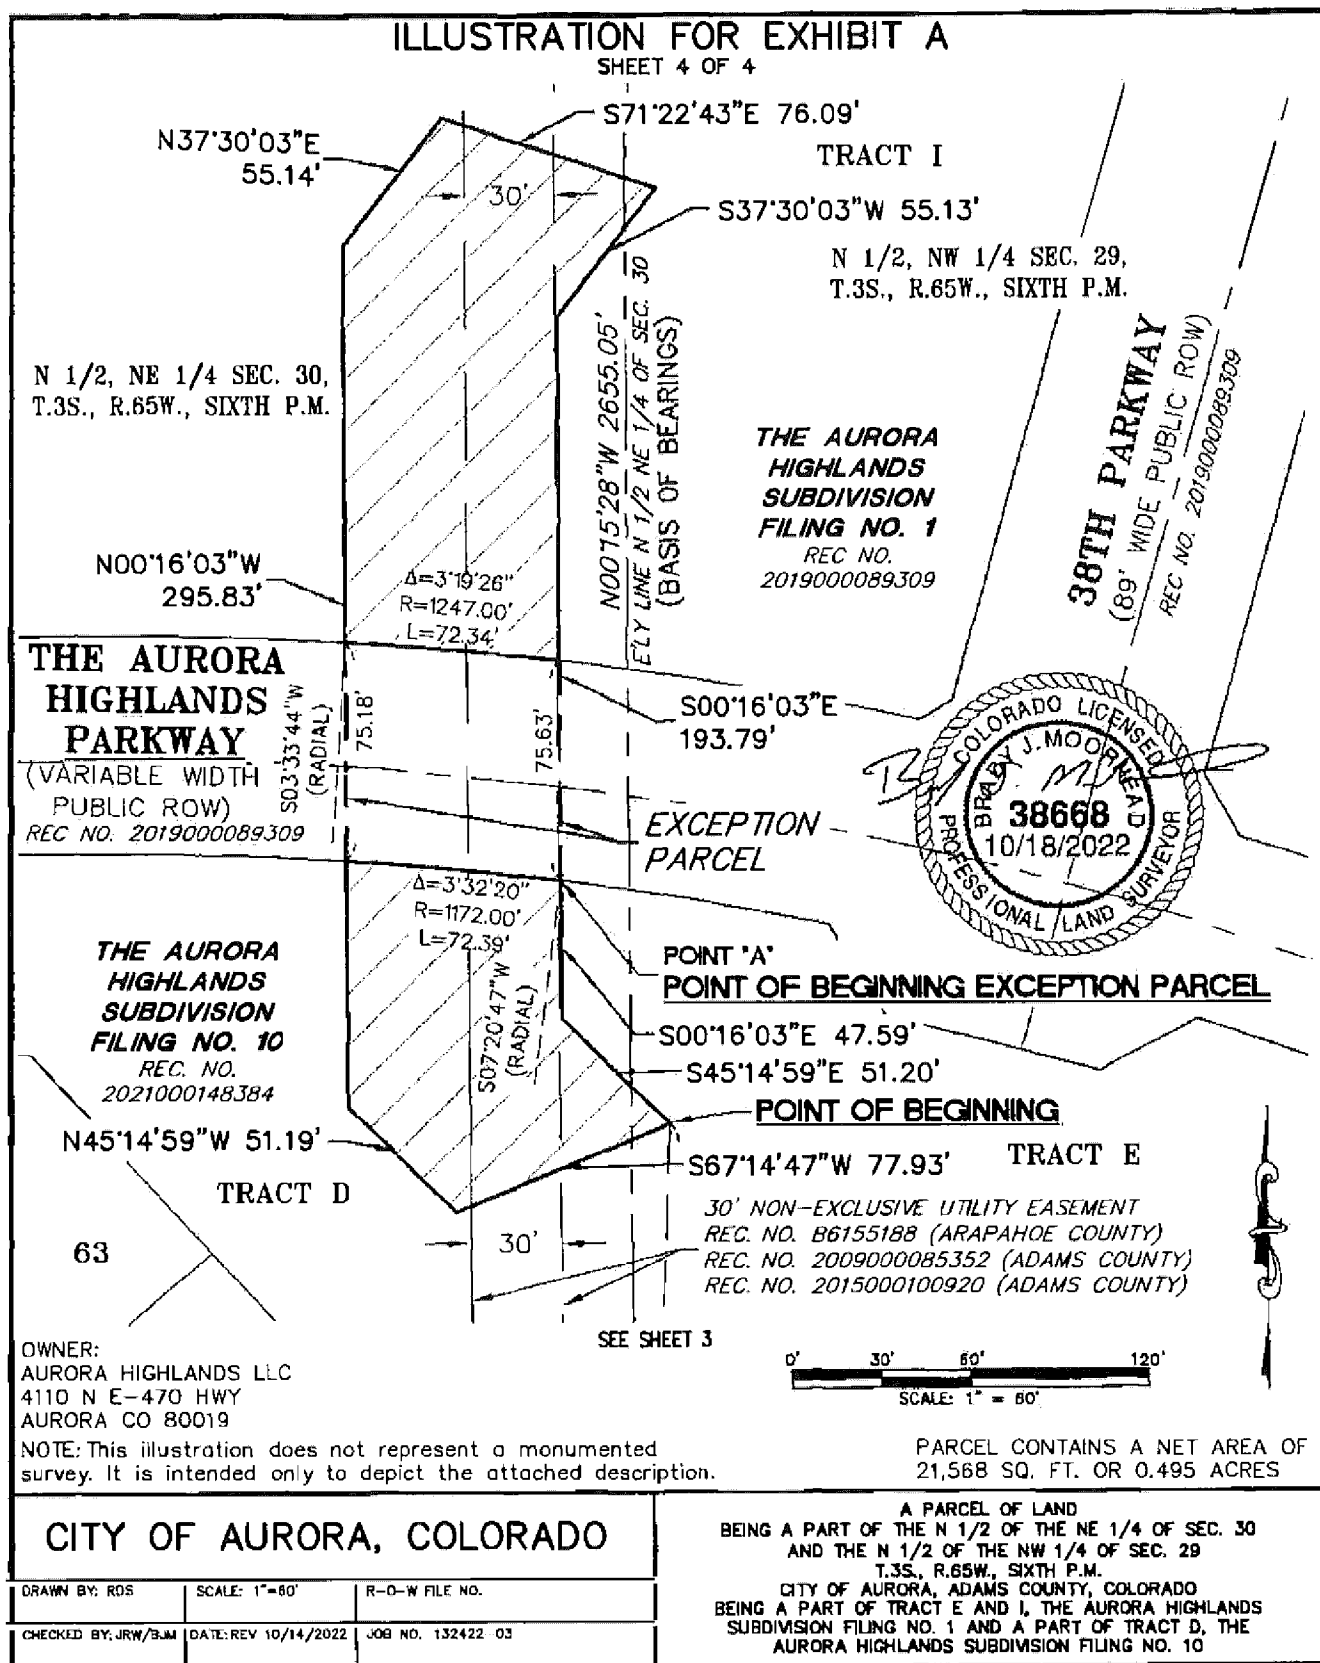 ILLUSTRATION FOR EXHIBIT A
SHEET 4 OF 4
S71°22'43"E 76.09'
N37°30'03"E
55.14'
TRACT I
30'
S37°30'03"W 55.13'
N 1/2, NW 1/4 SEC. 29,
T.3S., R.65W., SIXTH P.M.
N 1/2, NE 1/4 SEC. 30,
T.3S., R.65W., SIXTH P.M.
N00°15'28"W 2655.05'
E'LY LINE N 1/2 NE 1/4 OF SEC. 30
(BASIS OF BEARINGS)
38TH PARKWAY
(89' WIDE PUBLIC ROW)
REC NO. 2019000089309
THE AURORA
HIGHLANDS
SUBDIVISION
FILING NO. 1
REC NO.
2019000089309
N00°16'03"W
295.83'
Δ=3°19'26"
R=1247.00'
L=72.34'
THE AURORA
HIGHLANDS
PARKWAY
(VARIABLE WIDTH
PUBLIC ROW)
REC NO. 2019000089309
S03°33'44"W
(RADIAL)
75.18'
75.63'
S00°16'03"E
193.79'
EXCEPTION
PARCEL
COLORADO LICENSED
BRADY J. MOORHEAD
38668
10/18/2022
PROFESSIONAL LAND SURVEYOR
Δ=3°32'20"
R=1172.00'
L=72.39'
S07°20'47"W
(RADIAL)
POINT "A"
POINT OF BEGINNING EXCEPTION PARCEL
THE AURORA
HIGHLANDS
SUBDIVISION
FILING NO. 10
REC. NO.
2021000148384
S00°16'03"E 47.59'
S45°14'59"E 51.20'
POINT OF BEGINNING
N45°14'59"W 51.19'
S67°14'47"W 77.93'
TRACT E
TRACT D
63
30'
30' NON-EXCLUSIVE UTILITY EASEMENT
REC. NO. B6155188 (ARAPAHOE COUNTY)
REC. NO. 2009000085352 (ADAMS COUNTY)
REC. NO. 2015000100920 (ADAMS COUNTY)
SEE SHEET 3
OWNER:
AURORA HIGHLANDS LLC
4110 N E-470 HWY
AURORA CO 80019
0' 30' 60' 120'
SCALE: 1" = 60'
NOTE: This illustration does not represent a monumented
survey. It is intended only to depict the attached description.
PARCEL CONTAINS A NET AREA OF
21,568 SQ. FT. OR 0.495 ACRES
CITY OF AURORA, COLORADO
DRAWN BY: RDS
SCALE: 1"=60'
R-O-W FILE NO.
CHECKED BY: JRW/BJM
DATE: REV 10/14/2022
JOB NO. 132422-03
A PARCEL OF LAND
BEING A PART OF THE N 1/2 OF THE NE 1/4 OF SEC. 30
AND THE N 1/2 OF THE NW 1/4 OF SEC. 29
T.3S., R.65W., SIXTH P.M.
CITY OF AURORA, ADAMS COUNTY, COLORADO
BEING A PART OF TRACT E AND I, THE AURORA HIGHLANDS
SUBDIVISION FILING NO. 1 AND A PART OF TRACT D, THE
AURORA HIGHLANDS SUBDIVISION FILING NO. 10